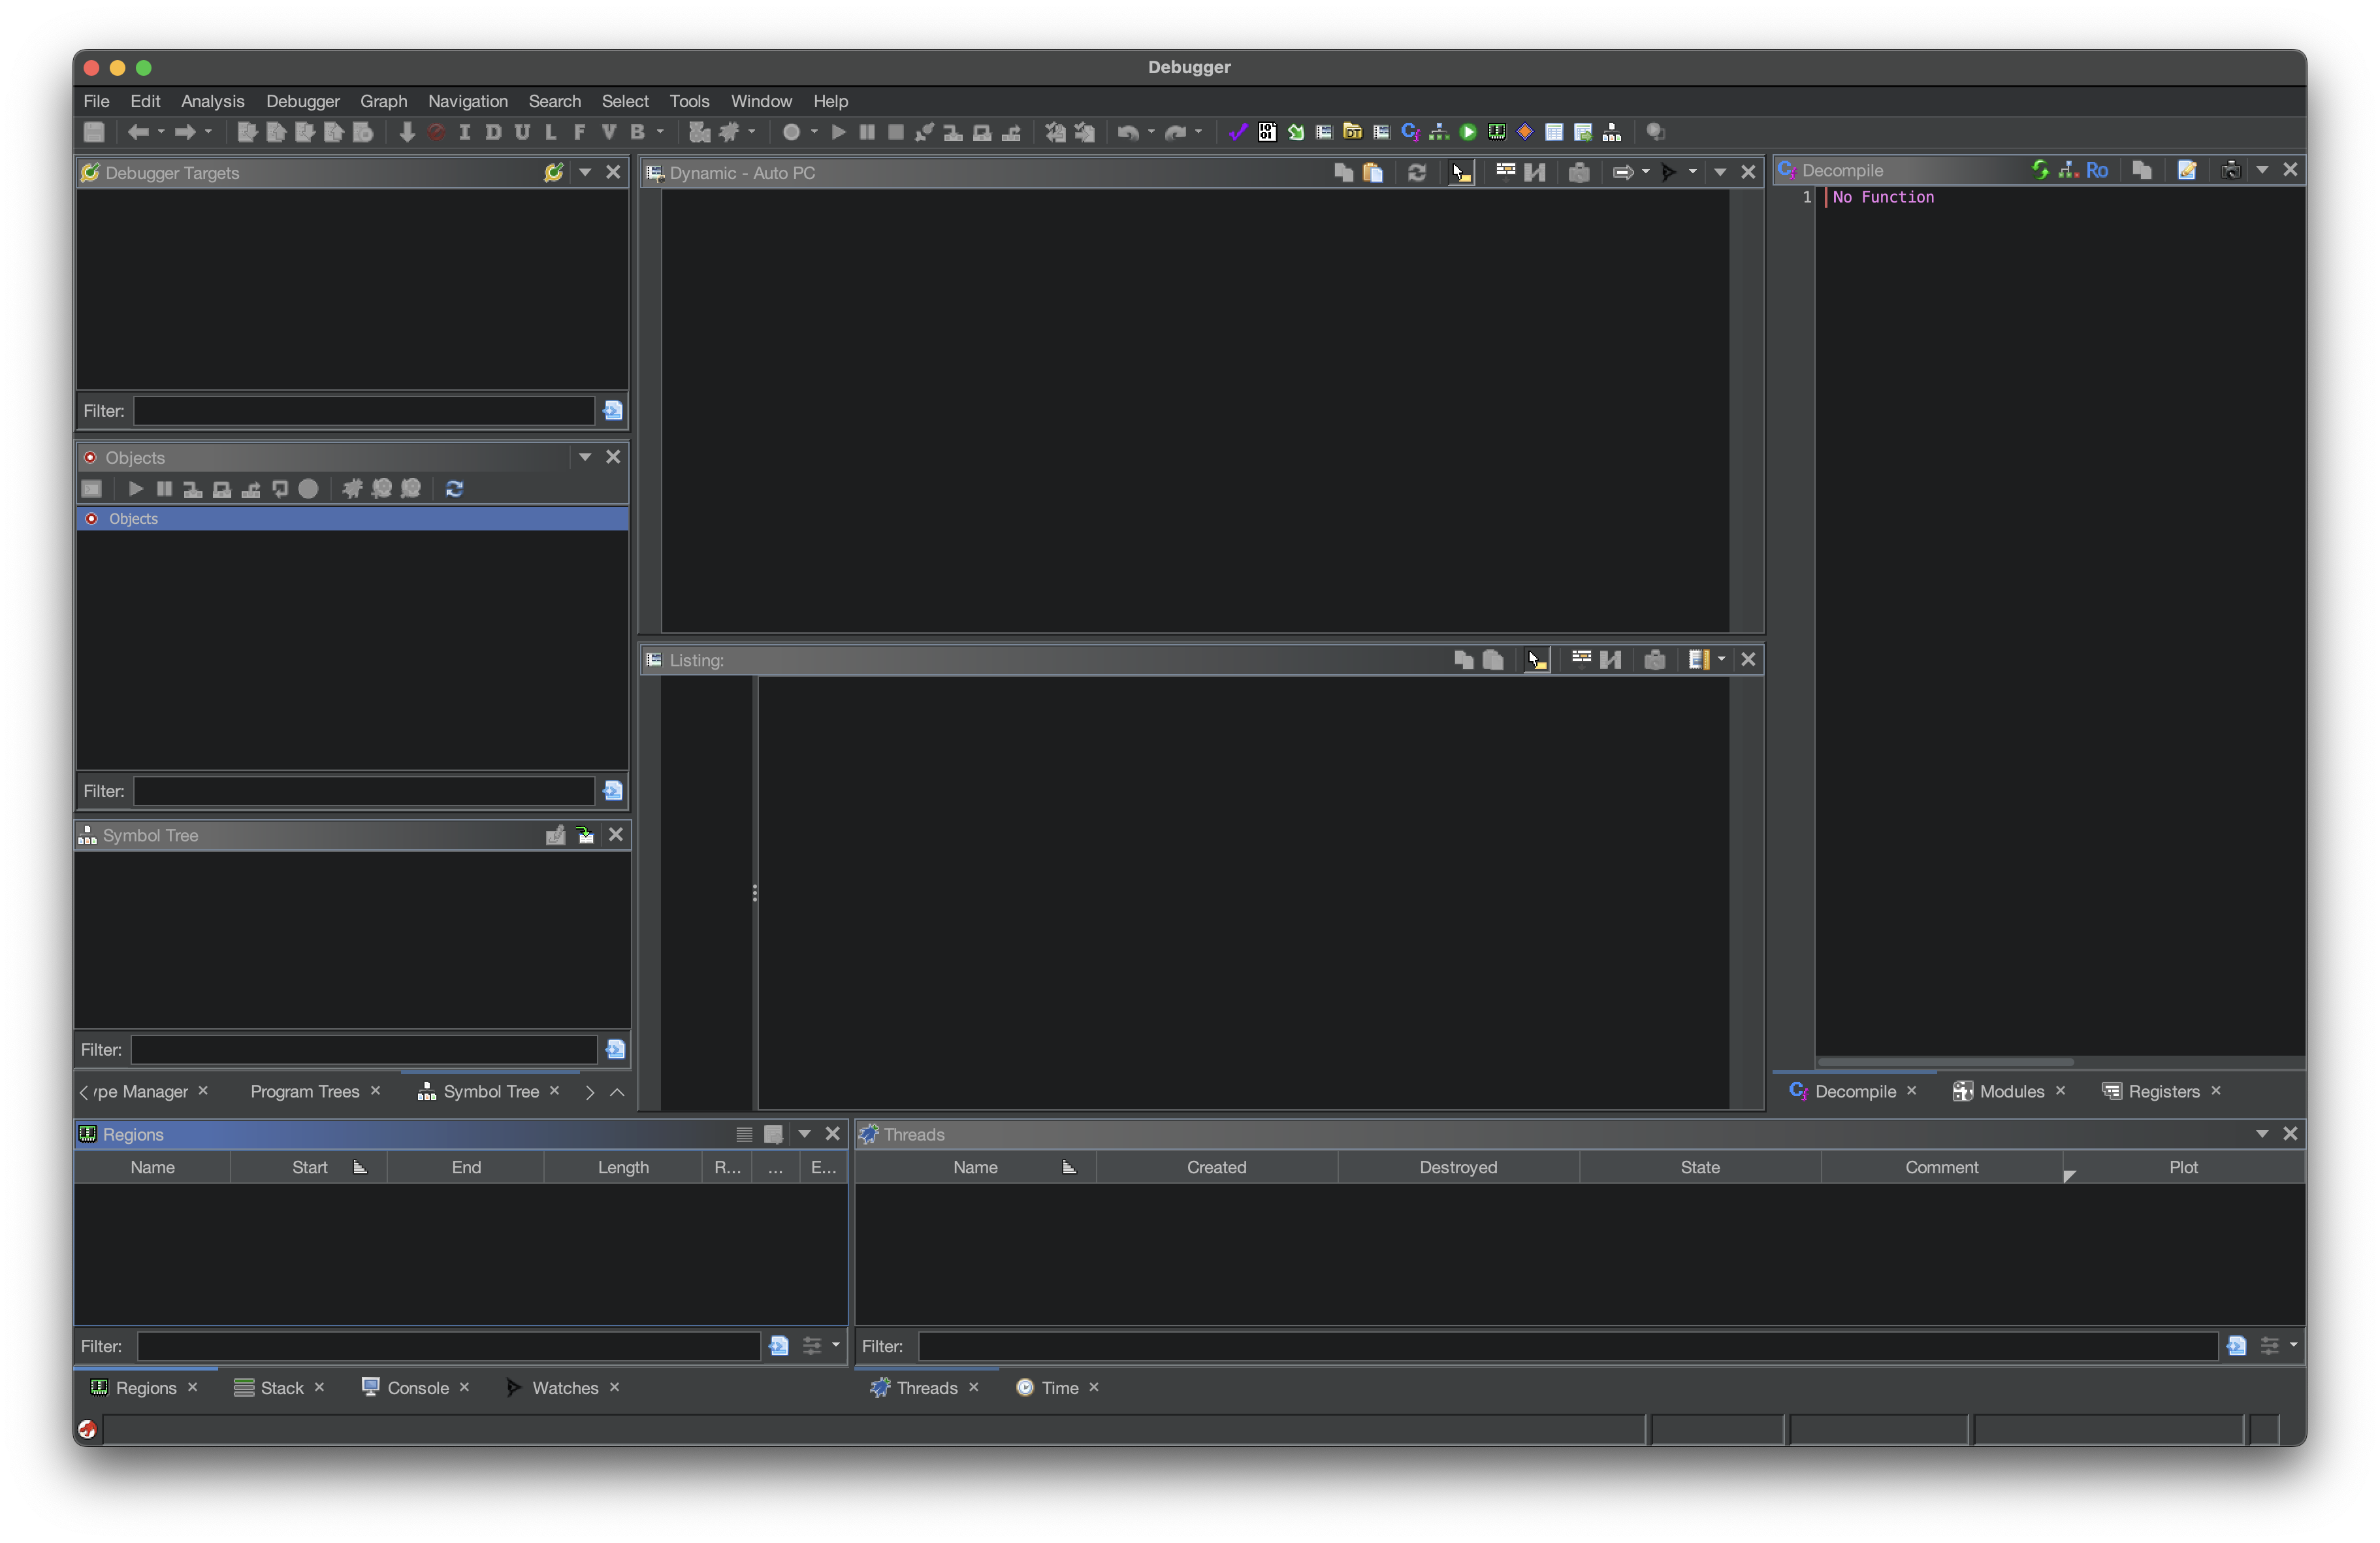 Debugger
File Edit Analysis Debugger Graph Navigation Search Select Tools Window Help
I D U L F V B
Debugger Targets
Filter:
Objects
Objects
Filter:
Symbol Tree
Filter:
ype Manager Program Trees Symbol Tree
Dynamic - Auto PC
Listing:
Decompile
Ro
1 No Function
Decompile Modules Registers
Regions
Name Start End Length R... ... E...
Filter:
Regions Stack Console Watches
Threads
Name Created Destroyed State Comment Plot
Filter:
Threads Time